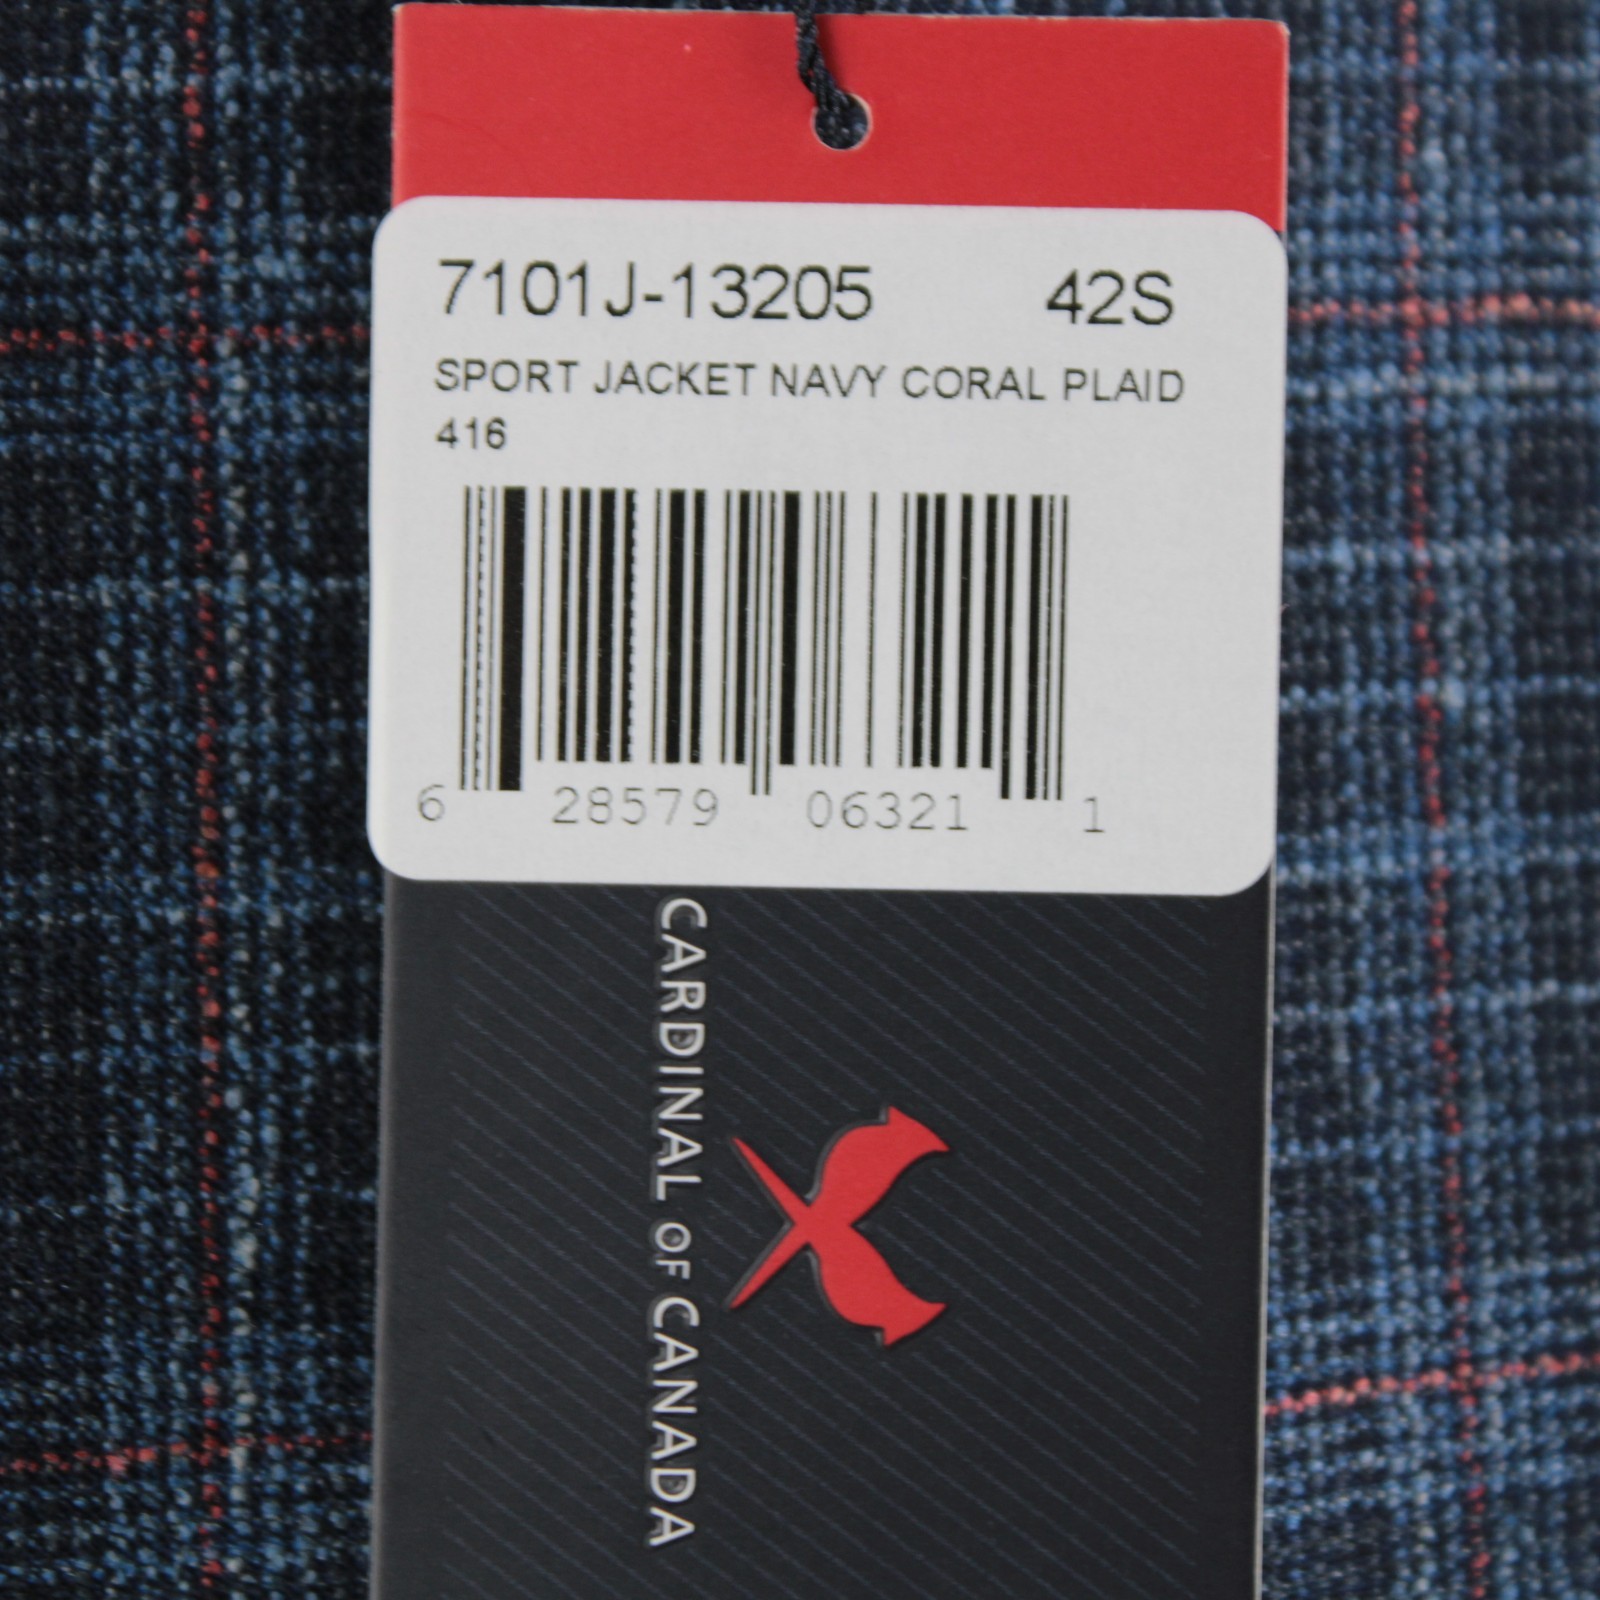 7101J-13205 42S
SPORT JACKET NAVY CORAL PLAID
416
6 28579 06321 1
CARDINAL OF CANADA